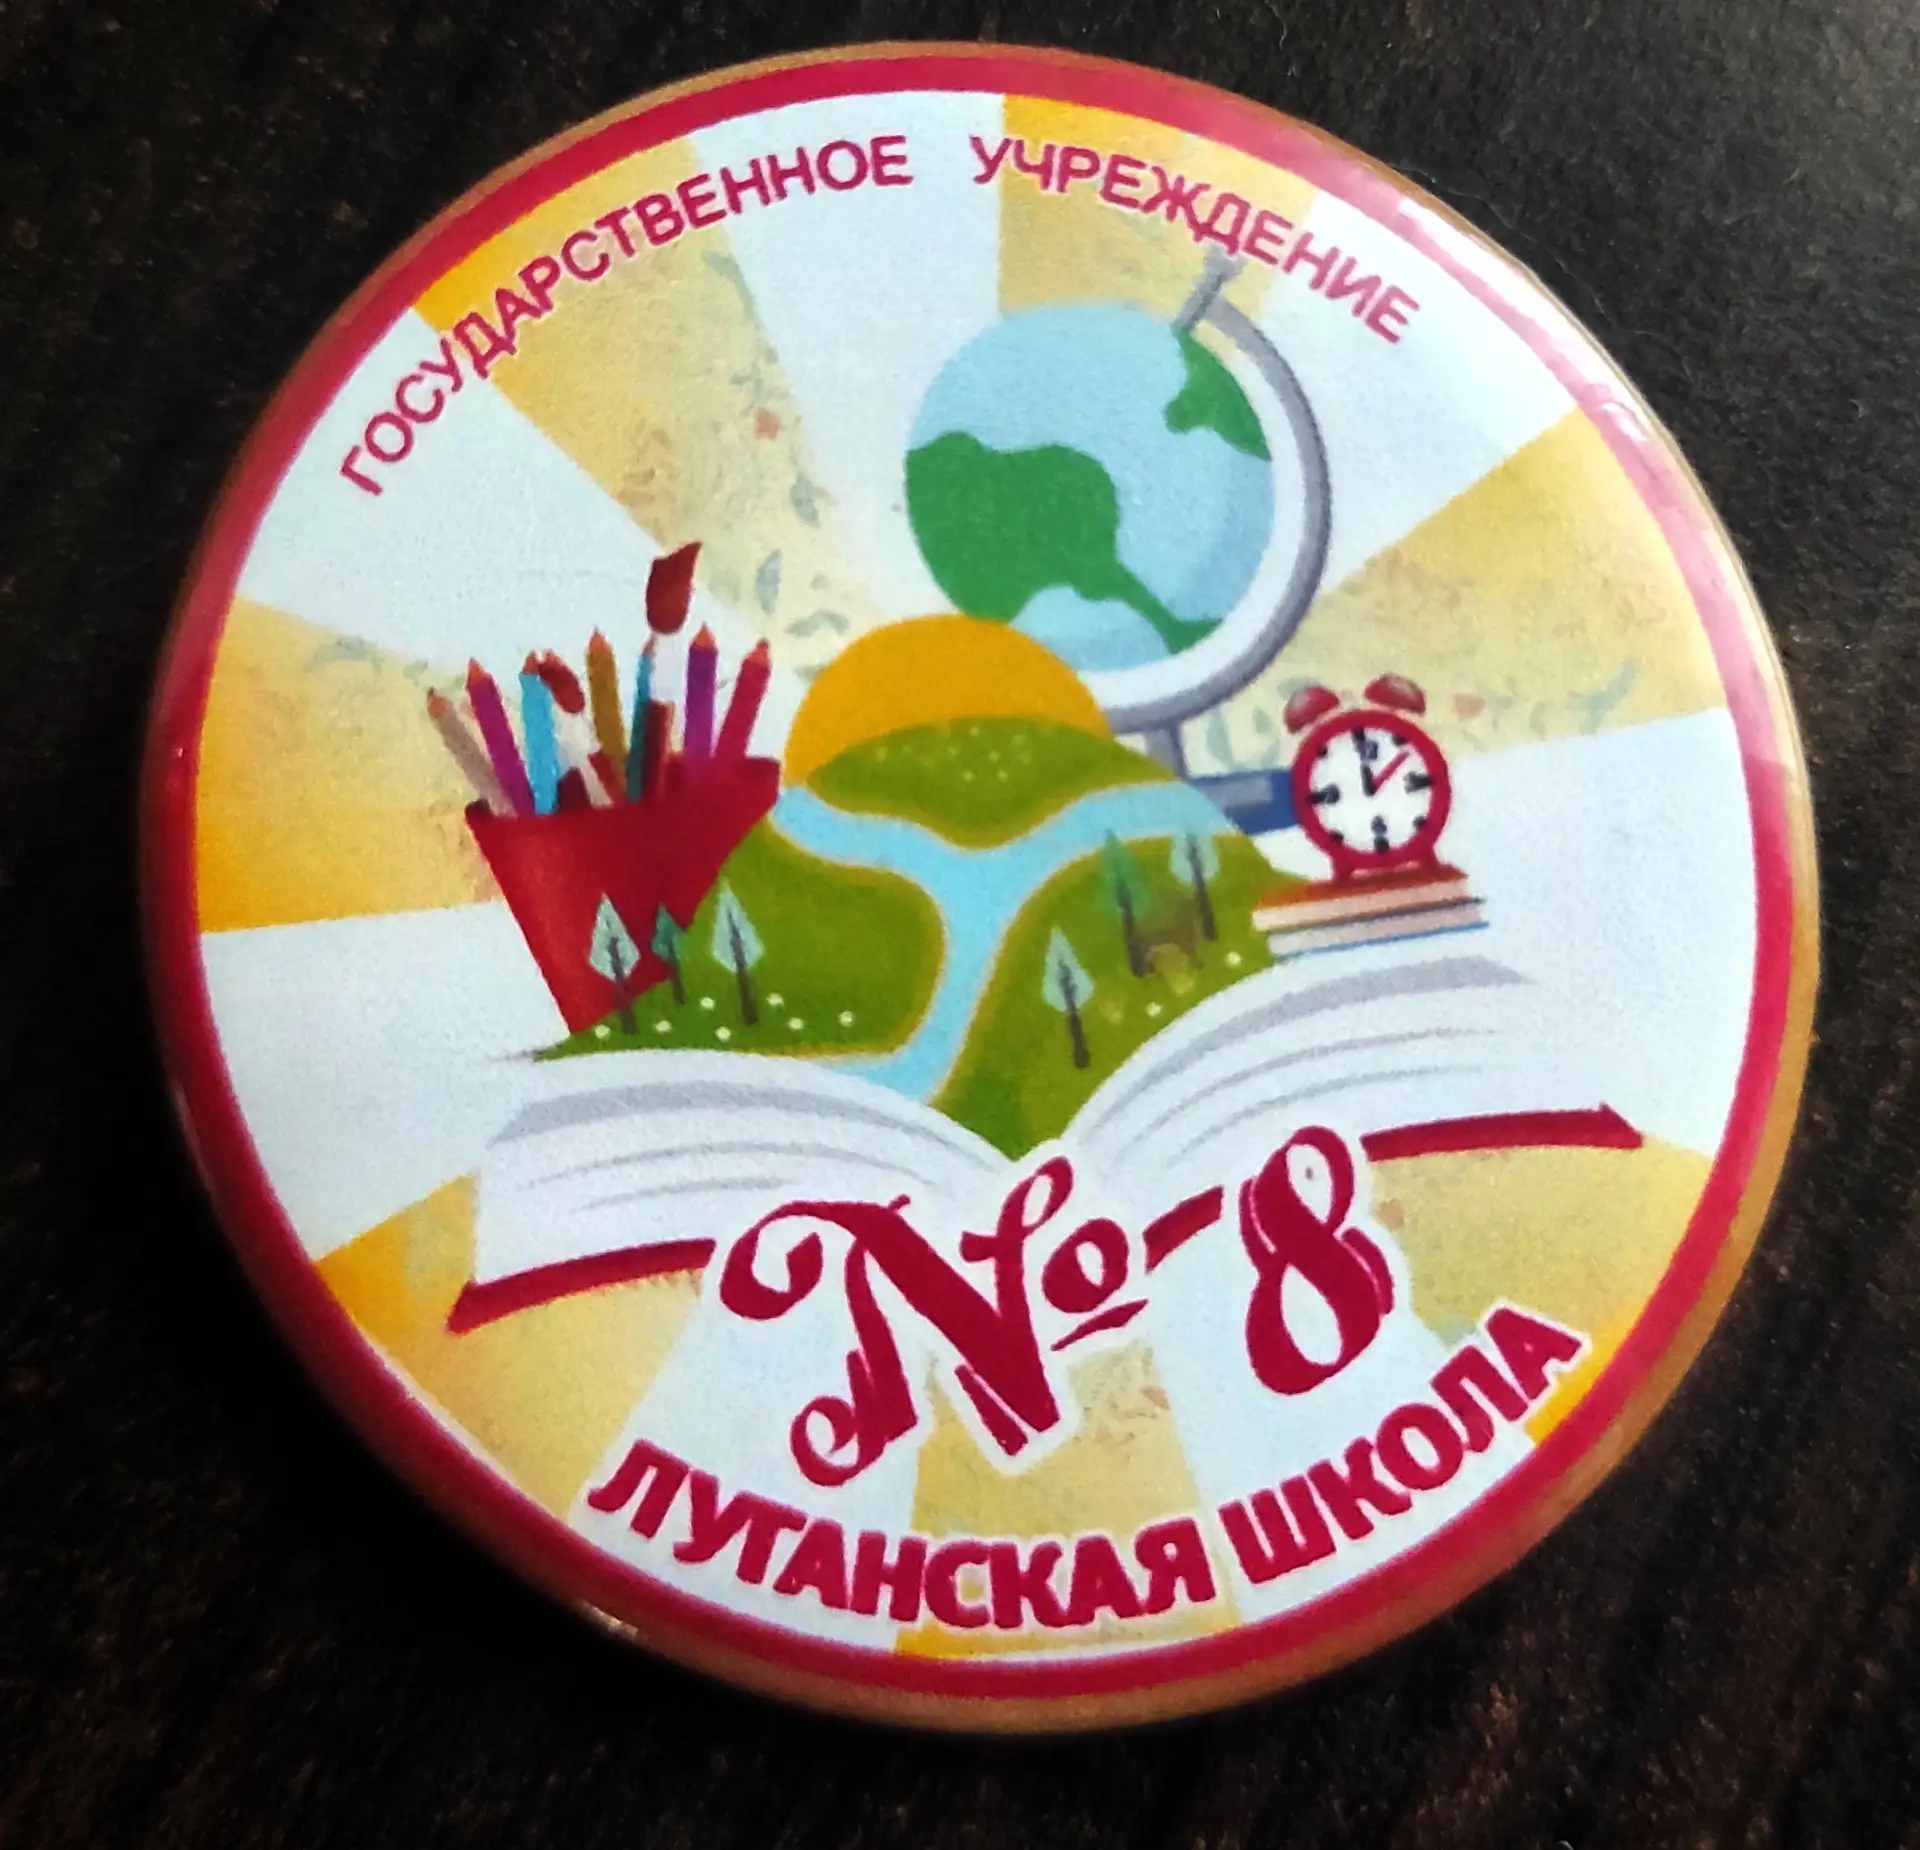 ГОСУДАРСТВЕННОЕ УЧРЕЖДЕНИЕ
№-8
ЛУГАНСКАЯ ШКОЛА